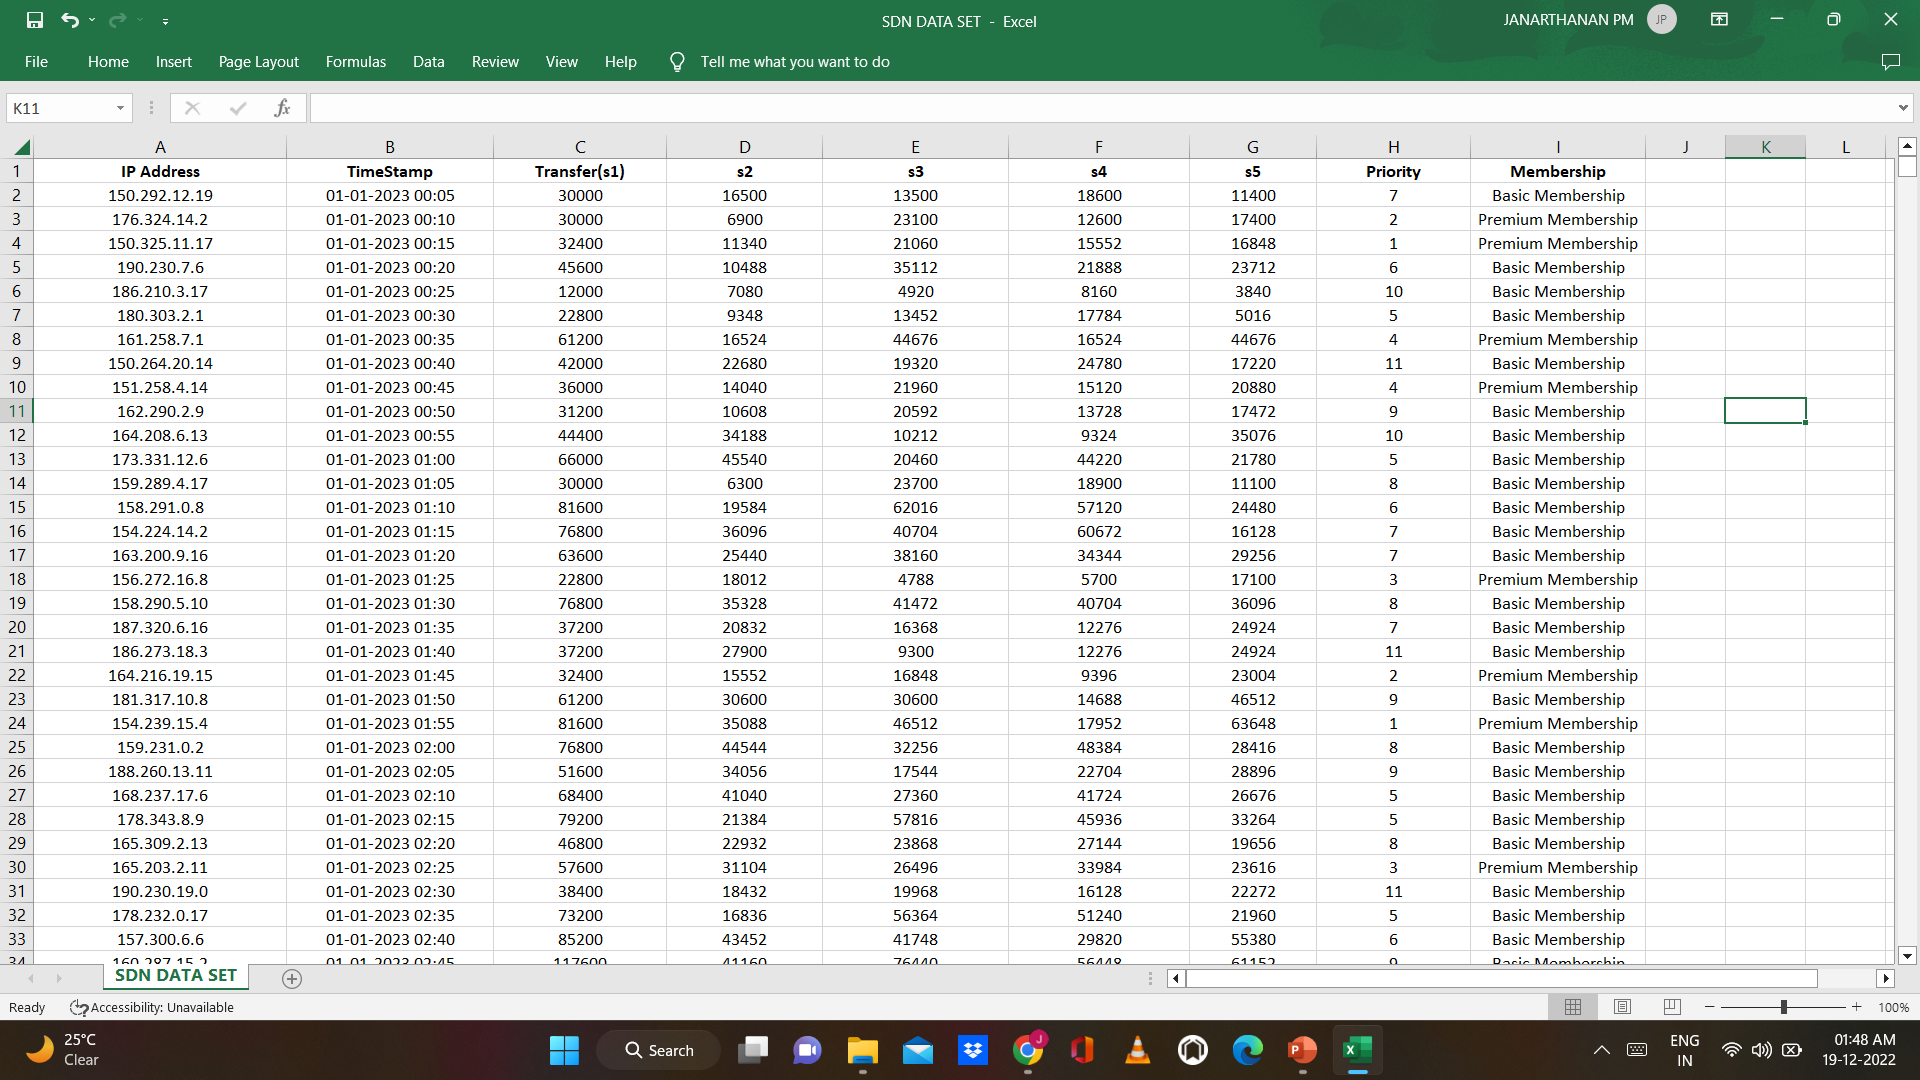 SDN DATA SET - Excel
JANARTHANAN PM JP
File Home Insert Page Layout Formulas Data Review View Help Tell me what you want to do
K11 fx
A B C D E F G H I J K L
1 IP Address TimeStamp Transfer(s1) s2 s3 s4 s5 Priority Membership
2 150.292.12.19 01-01-2023 00:05 30000 16500 13500 18600 11400 7 Basic Membership
3 176.324.14.2 01-01-2023 00:10 30000 6900 23100 12600 17400 2 Premium Membership
4 150.325.11.17 01-01-2023 00:15 32400 11340 21060 15552 16848 1 Premium Membership
5 190.230.7.6 01-01-2023 00:20 45600 10488 35112 21888 23712 6 Basic Membership
6 186.210.3.17 01-01-2023 00:25 12000 7080 4920 8160 3840 10 Basic Membership
7 180.303.2.1 01-01-2023 00:30 22800 9348 13452 17784 5016 5 Basic Membership
8 161.258.7.1 01-01-2023 00:35 61200 16524 44676 16524 44676 4 Premium Membership
9 150.264.20.14 01-01-2023 00:40 42000 22680 19320 24780 17220 11 Basic Membership
10 151.258.4.14 01-01-2023 00:45 36000 14040 21960 15120 20880 4 Premium Membership
11 162.290.2.9 01-01-2023 00:50 31200 10608 20592 13728 17472 9 Basic Membership
12 164.208.6.13 01-01-2023 00:55 44400 34188 10212 9324 35076 10 Basic Membership
13 173.331.12.6 01-01-2023 01:00 66000 45540 20460 44220 21780 5 Basic Membership
14 159.289.4.17 01-01-2023 01:05 30000 6300 23700 18900 11100 8 Basic Membership
15 158.291.0.8 01-01-2023 01:10 81600 19584 62016 57120 24480 6 Basic Membership
16 154.224.14.2 01-01-2023 01:15 76800 36096 40704 60672 16128 7 Basic Membership
17 163.200.9.16 01-01-2023 01:20 63600 25440 38160 34344 29256 7 Basic Membership
18 156.272.16.8 01-01-2023 01:25 22800 18012 4788 5700 17100 3 Premium Membership
19 158.290.5.10 01-01-2023 01:30 76800 35328 41472 40704 36096 8 Basic Membership
20 187.320.6.16 01-01-2023 01:35 37200 20832 16368 12276 24924 7 Basic Membership
21 186.273.18.3 01-01-2023 01:40 37200 27900 9300 12276 24924 11 Basic Membership
22 164.216.19.15 01-01-2023 01:45 32400 15552 16848 9396 23004 2 Premium Membership
23 181.317.10.8 01-01-2023 01:50 61200 30600 30600 14688 46512 9 Basic Membership
24 154.239.15.4 01-01-2023 01:55 81600 35088 46512 17952 63648 1 Premium Membership
25 159.231.0.2 01-01-2023 02:00 76800 44544 32256 48384 28416 8 Basic Membership
26 188.260.13.11 01-01-2023 02:05 51600 34056 17544 22704 28896 9 Basic Membership
27 168.237.17.6 01-01-2023 02:10 68400 41040 27360 41724 26676 5 Basic Membership
28 178.343.8.9 01-01-2023 02:15 79200 21384 57816 45936 33264 5 Basic Membership
29 165.309.2.13 01-01-2023 02:20 46800 22932 23868 27144 19656 8 Basic Membership
30 165.203.2.11 01-01-2023 02:25 57600 31104 26496 33984 23616 3 Premium Membership
31 190.230.19.0 01-01-2023 02:30 38400 18432 19968 16128 22272 11 Basic Membership
32 178.232.0.17 01-01-2023 02:35 73200 16836 56364 51240 21960 5 Basic Membership
33 157.300.6.6 01-01-2023 02:40 85200 43452 41748 29820 55380 6 Basic Membership
34 160.287.15.2 01-01-2023 02:45 117600 41160 76440 56448 61152 9 Basic Membership
SDN DATA SET
Ready Accessibility: Unavailable 100%
25°C
Clear
Search
ENG
IN
01:48 AM
19-12-2022